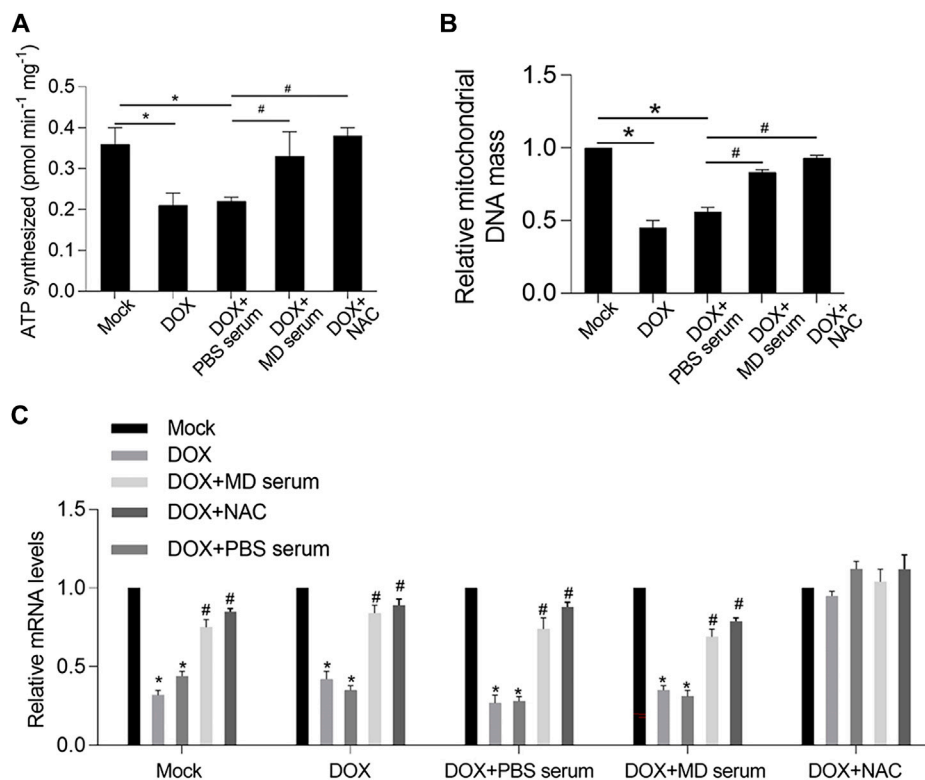 A
ATP synthesized (pmol min⁻¹ mg⁻¹)
0.5
0.4
0.3
0.2
0.1
0.0
*
*
#
#
Mock
DOX
DOX+
PBS serum
DOX+
MD serum
DOX+
NAC
B
Relative mitochondrial
DNA mass
1.5
1.0
0.5
0.0
*
*
#
#
Mock
DOX
DOX+
PBS serum
DOX+
MD serum
DOX+
NAC
C
Mock
DOX
DOX+MD serum
DOX+NAC
DOX+PBS serum
Relative mRNA levels
1.5
1.0
0.5
0.0
* * # #
* * # #
* * # #
* * # #
Mock DOX DOX+PBS serum DOX+MD serum DOX+NAC